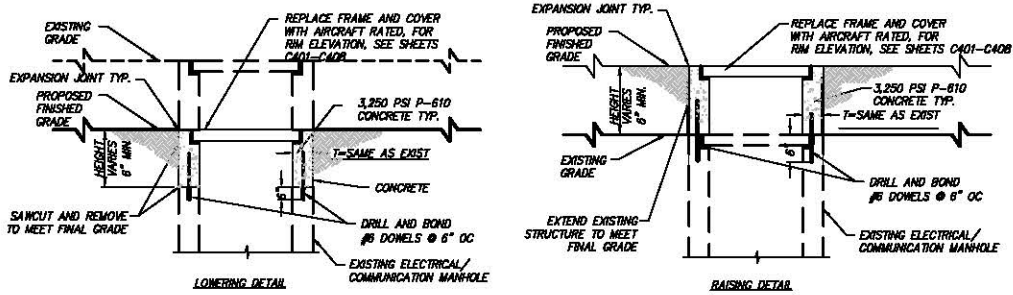 EXISTING
GRADE
REPLACE FRAME AND COVER
WITH AIRCRAFT RATED, FOR
RIM ELEVATION, SEE SHEETS
C401-C408
EXPANSION JOINT TYP.
PROPOSED
FINISHED
GRADE
3,250 PSI P-610
CONCRETE TYP.
HEIGHT
VARIES
6" MIN.
T=SAME AS EXIST
CONCRETE
6"
SAWCUT AND REMOVE
TO MEET FINAL GRADE
DRILL AND BOND
#6 DOWELS @ 6" OC
EXISTING ELECTRICAL/
COMMUNICATION MANHOLE
LOWERING DETAIL
EXPANSION JOINT TYP.
PROPOSED
FINISHED
GRADE
REPLACE FRAME AND COVER
WITH AIRCRAFT RATED, FOR
RIM ELEVATION, SEE SHEETS C401-C408
HEIGHT
VARIES
6" MIN.
3,250 PSI P-610
CONCRETE TYP.
T=SAME AS EXIST
EXISTING
GRADE
6"
DRILL AND BOND
#6 DOWELS @ 6" OC
EXTEND EXISTING
STRUCTURE TO MEET
FINAL GRADE
EXISTING ELECTRICAL/
COMMUNICATION MANHOLE
RAISING DETAIL